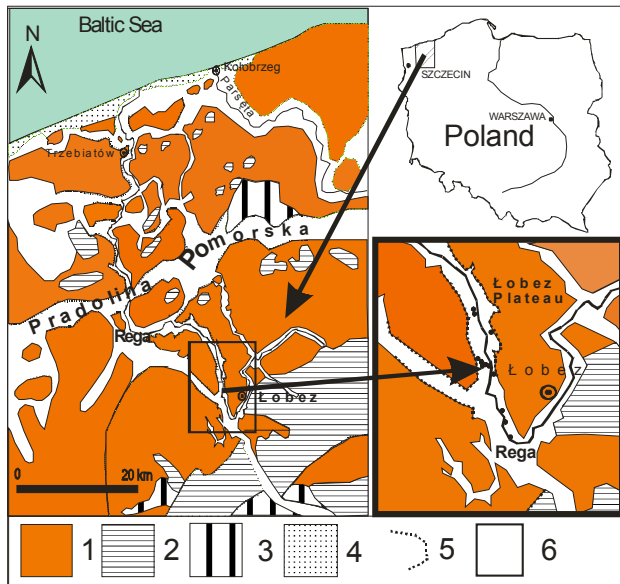 Baltic Sea
N
Kołobrzeg
Parsęta
Trzebiatów
Pradolina Pomorska
Rega
Łobez
0 20 km
SZCZECIN
WARSZAWA
Poland
Łobez
Plateau
Łobez
Rega
1 2 3 4 5 6